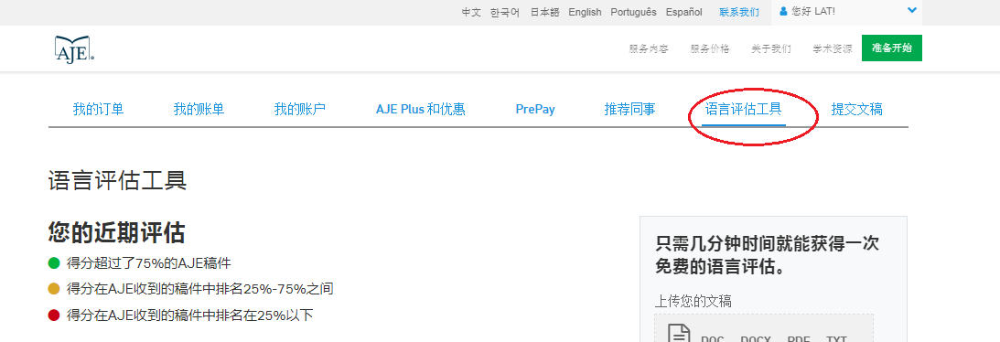 中文 한국어 日本語 English Português Español 联系我们 您好 LAT!
AJE
服务内容 服务价格 关于我们 学术资源 准备开始
我的订单 我的账单 我的账户 AJE Plus 和优惠 PrePay 推荐同事 语言评估工具 提交文稿
语言评估工具
您的近期评估
得分超过了75%的AJE稿件
得分在AJE收到的稿件中排名25%-75%之间
得分在AJE收到的稿件中排名在25%以下
只需几分钟时间就能获得一次
免费的语言评估。
上传您的文稿
DOC DOCX PDF TXT